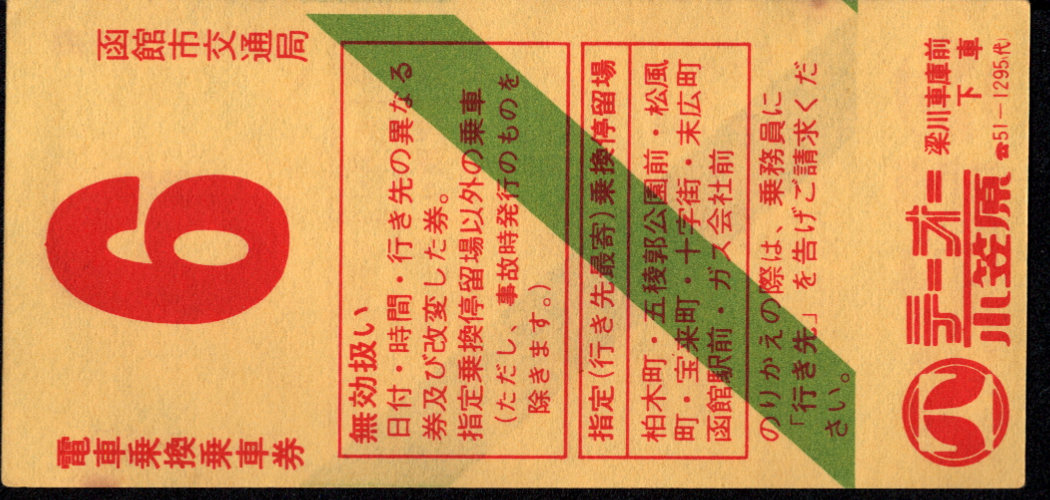 電車乗換乗車券
函館市交通局
6
無効扱い
日付・時間・行き先の異なる
券及び改変した券。
指定乗換停留場以外の乗車
(ただし、事故時発行のものを
除きます。)
指定(行き先最寄)乗換停留場
柏木町・五稜郭公園前・松風
町・宝来町・十字街・末広町
函館駅前・ガス会社前
のりかえの際は、乗務員に
「行き先」を告げご請求くだ
さい。
テーオー
小笠原
梁川車庫前
下車
☎51-1295(代)